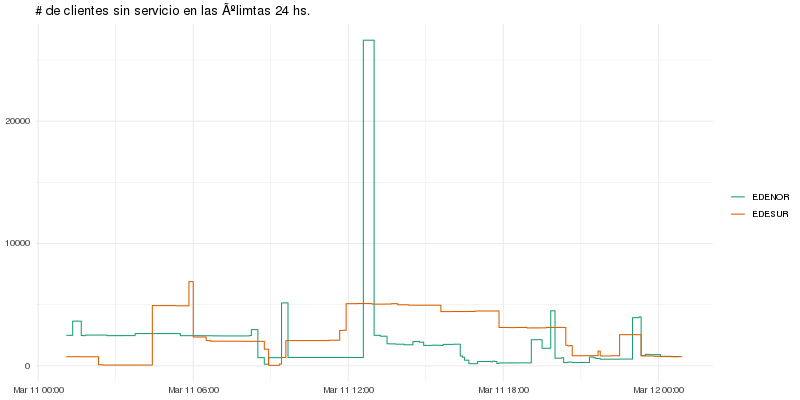 # de clientes sin servicio en las Ãºlimtas 24 hs.
20000
10000
0
Mar 11 00:00
Mar 11 06:00
Mar 11 12:00
Mar 11 18:00
Mar 12 00:00
EDENOR
EDESUR